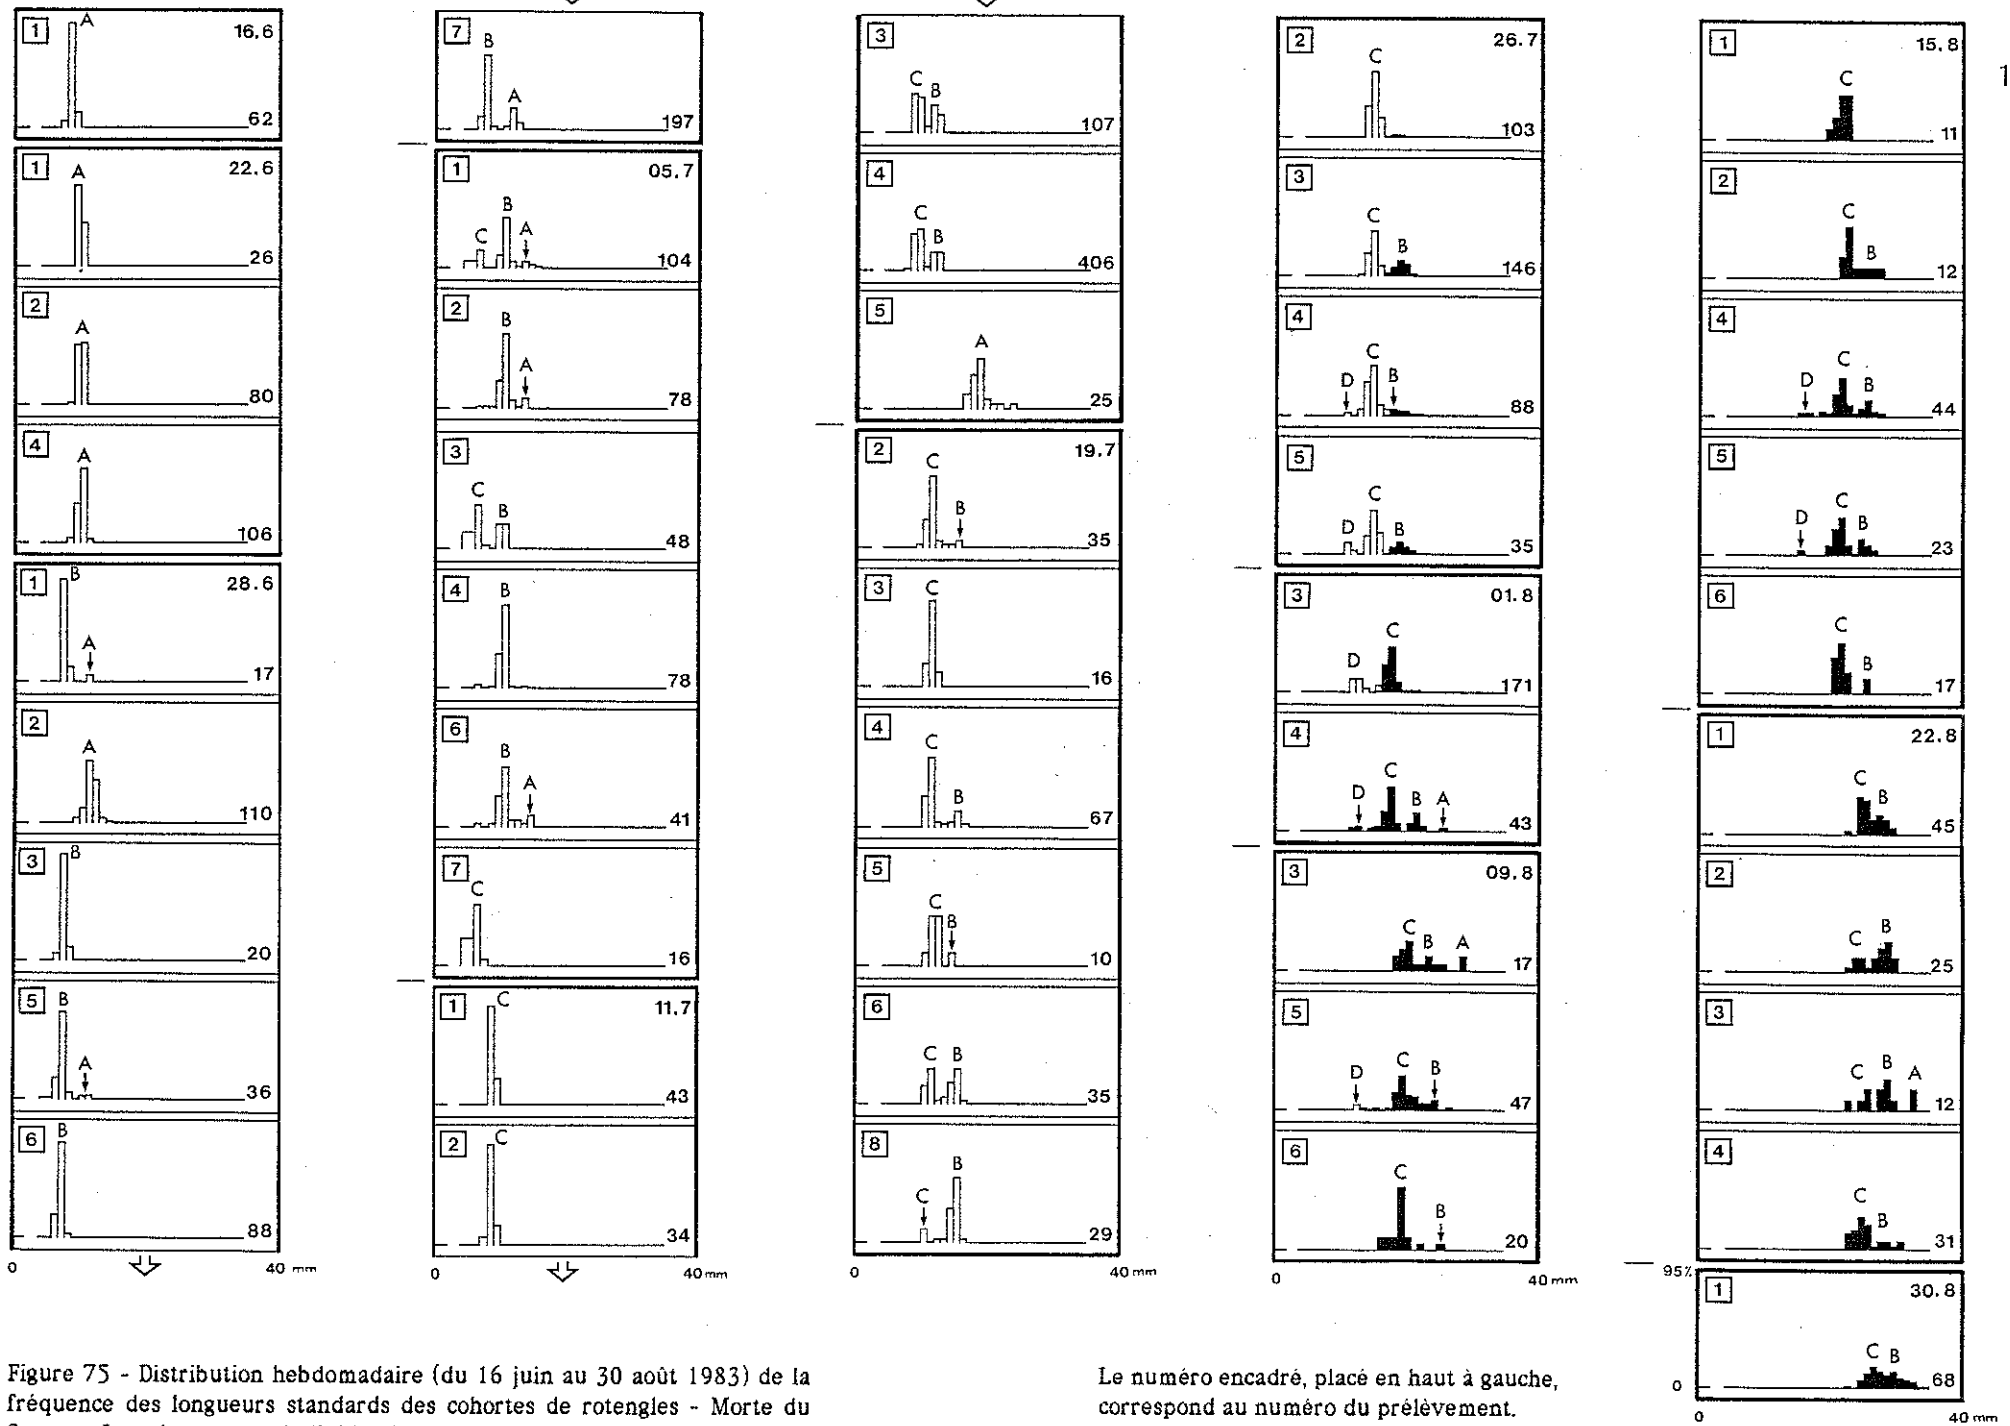 1 A 16.6
62
1 A 22.6
26
2 A
80
4 A
106
1 B A 28.6
17
2 A
110
3 B
20
5 B A
36
6 B
88
0 40 mm
7 B A
197
1 C B A 05.7
104
2 B A
78
3 C B
48
4 B
78
6 B A
41
7 C
16
1 C 11.7
43
2 C
34
0 40 mm
3 C B
107
4 C B
406
5 A
25
2 C B 19.7
35
3 C
16
4 C B
67
5 C B
10
6 C B
35
8 C B
29
0 40 mm
2 C 26.7
103
3 C B
146
4 D C B
88
5 D C B
35
3 D C 01.8
171
4 D C B A
43
3 C B A 09.8
17
5 D C B
47
6 C B
20
0 40 mm
1 C 15.8
11
2 C B
12
4 D C B
44
5 D C B
23
6 C B
17
1 C B 22.8
45
2 C B
25
3 C B A
12
4 C B
31
95%
1 C B 30.8
0 68
0 40 mm
1
Figure 75 - Distribution hebdomadaire (du 16 juin au 30 août 1983) de la
fréquence des longueurs standards des cohortes de rotengles - Morte du
Le numéro encadré, placé en haut à gauche,
correspond au numéro du prélèvement.